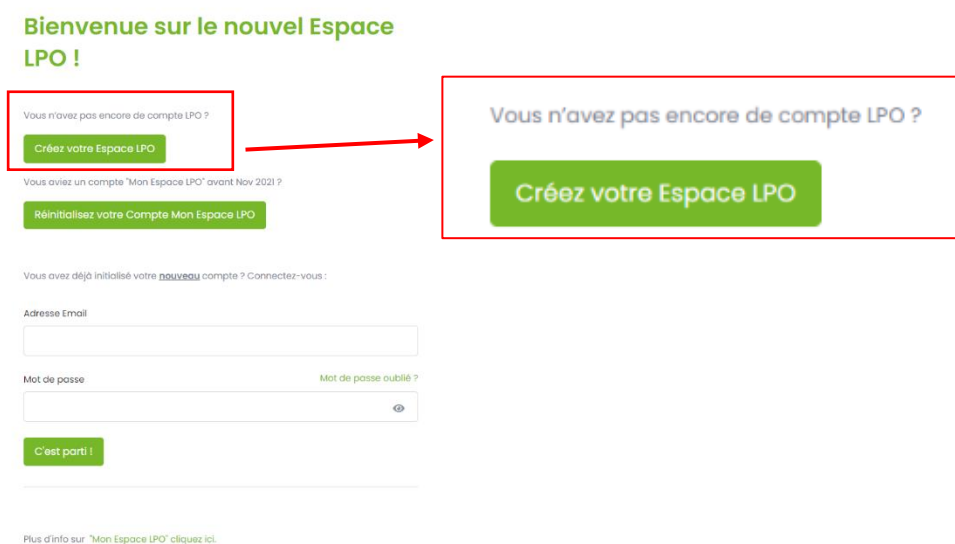 Bienvenue sur le nouvel Espace
LPO !
Vous n'avez pas encore de compte LPO ?
Créez votre Espace LPO
Vous aviez un compte "Mon Espace LPO" avant Nov 2021 ?
Réinitialisez votre Compte Mon Espace LPO
Vous avez déjà initialisé votre nouveau compte ? Connectez-vous :
Adresse Email
Mot de passe
Mot de passe oublié ?
C'est parti !
Plus d'info sur "Mon Espace LPO" cliquez ici.
Vous n'avez pas encore de compte LPO ?
Créez votre Espace LPO